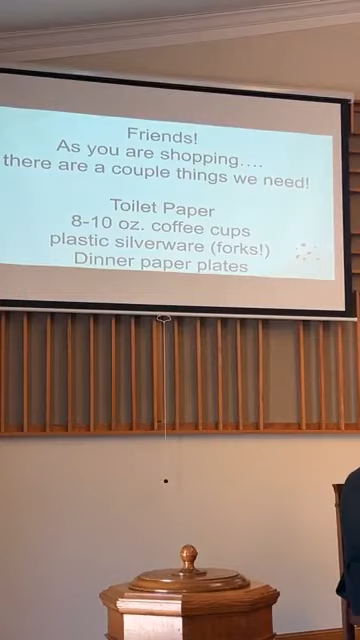 Friends!
As you are shopping....
there are a couple things we need!
Toilet Paper
8-10 oz. coffee cups
plastic silverware (forks!)
Dinner paper plates